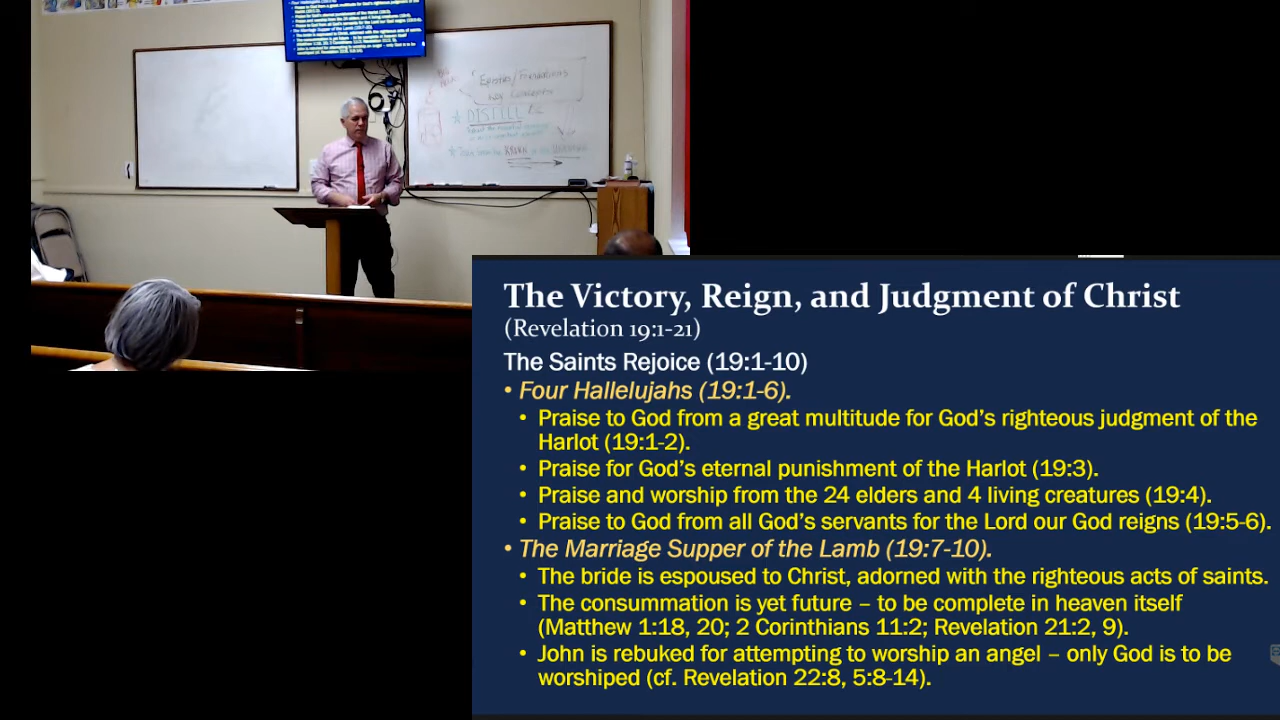 Epistles/Foundations
Key Concepts
DISTILL
KNOWN
The Victory, Reign, and Judgment of Christ
(Revelation 19:1-21)
The Saints Rejoice (19:1-10)
• Four Hallelujahs (19:1-6).
• Praise to God from a great multitude for God's righteous judgment of the
Harlot (19:1-2).
• Praise for God's eternal punishment of the Harlot (19:3).
• Praise and worship from the 24 elders and 4 living creatures (19:4).
• Praise to God from all God's servants for the Lord our God reigns (19:5-6).
• The Marriage Supper of the Lamb (19:7-10).
• The bride is espoused to Christ, adorned with the righteous acts of saints.
• The consummation is yet future – to be complete in heaven itself
(Matthew 1:18, 20; 2 Corinthians 11:2; Revelation 21:2, 9).
• John is rebuked for attempting to worship an angel – only God is to be
worshiped (cf. Revelation 22:8, 5:8-14).